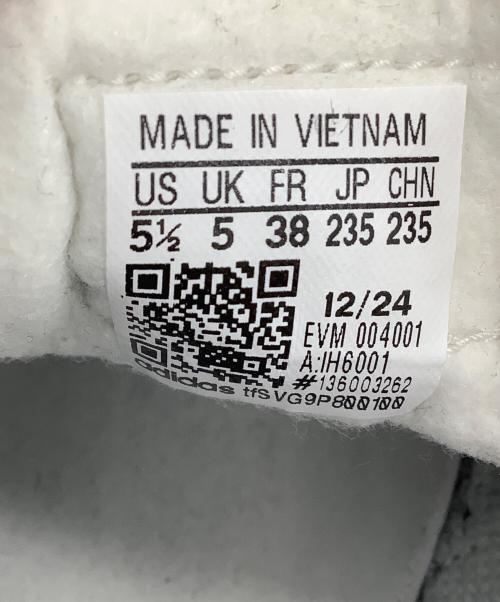 MADE IN VIETNAM
US UK FR JP CHN
5½ 5 38 235 235
12/24
EVM 004001
A:IH6001
#136003262
adidas tfSVG9P800100